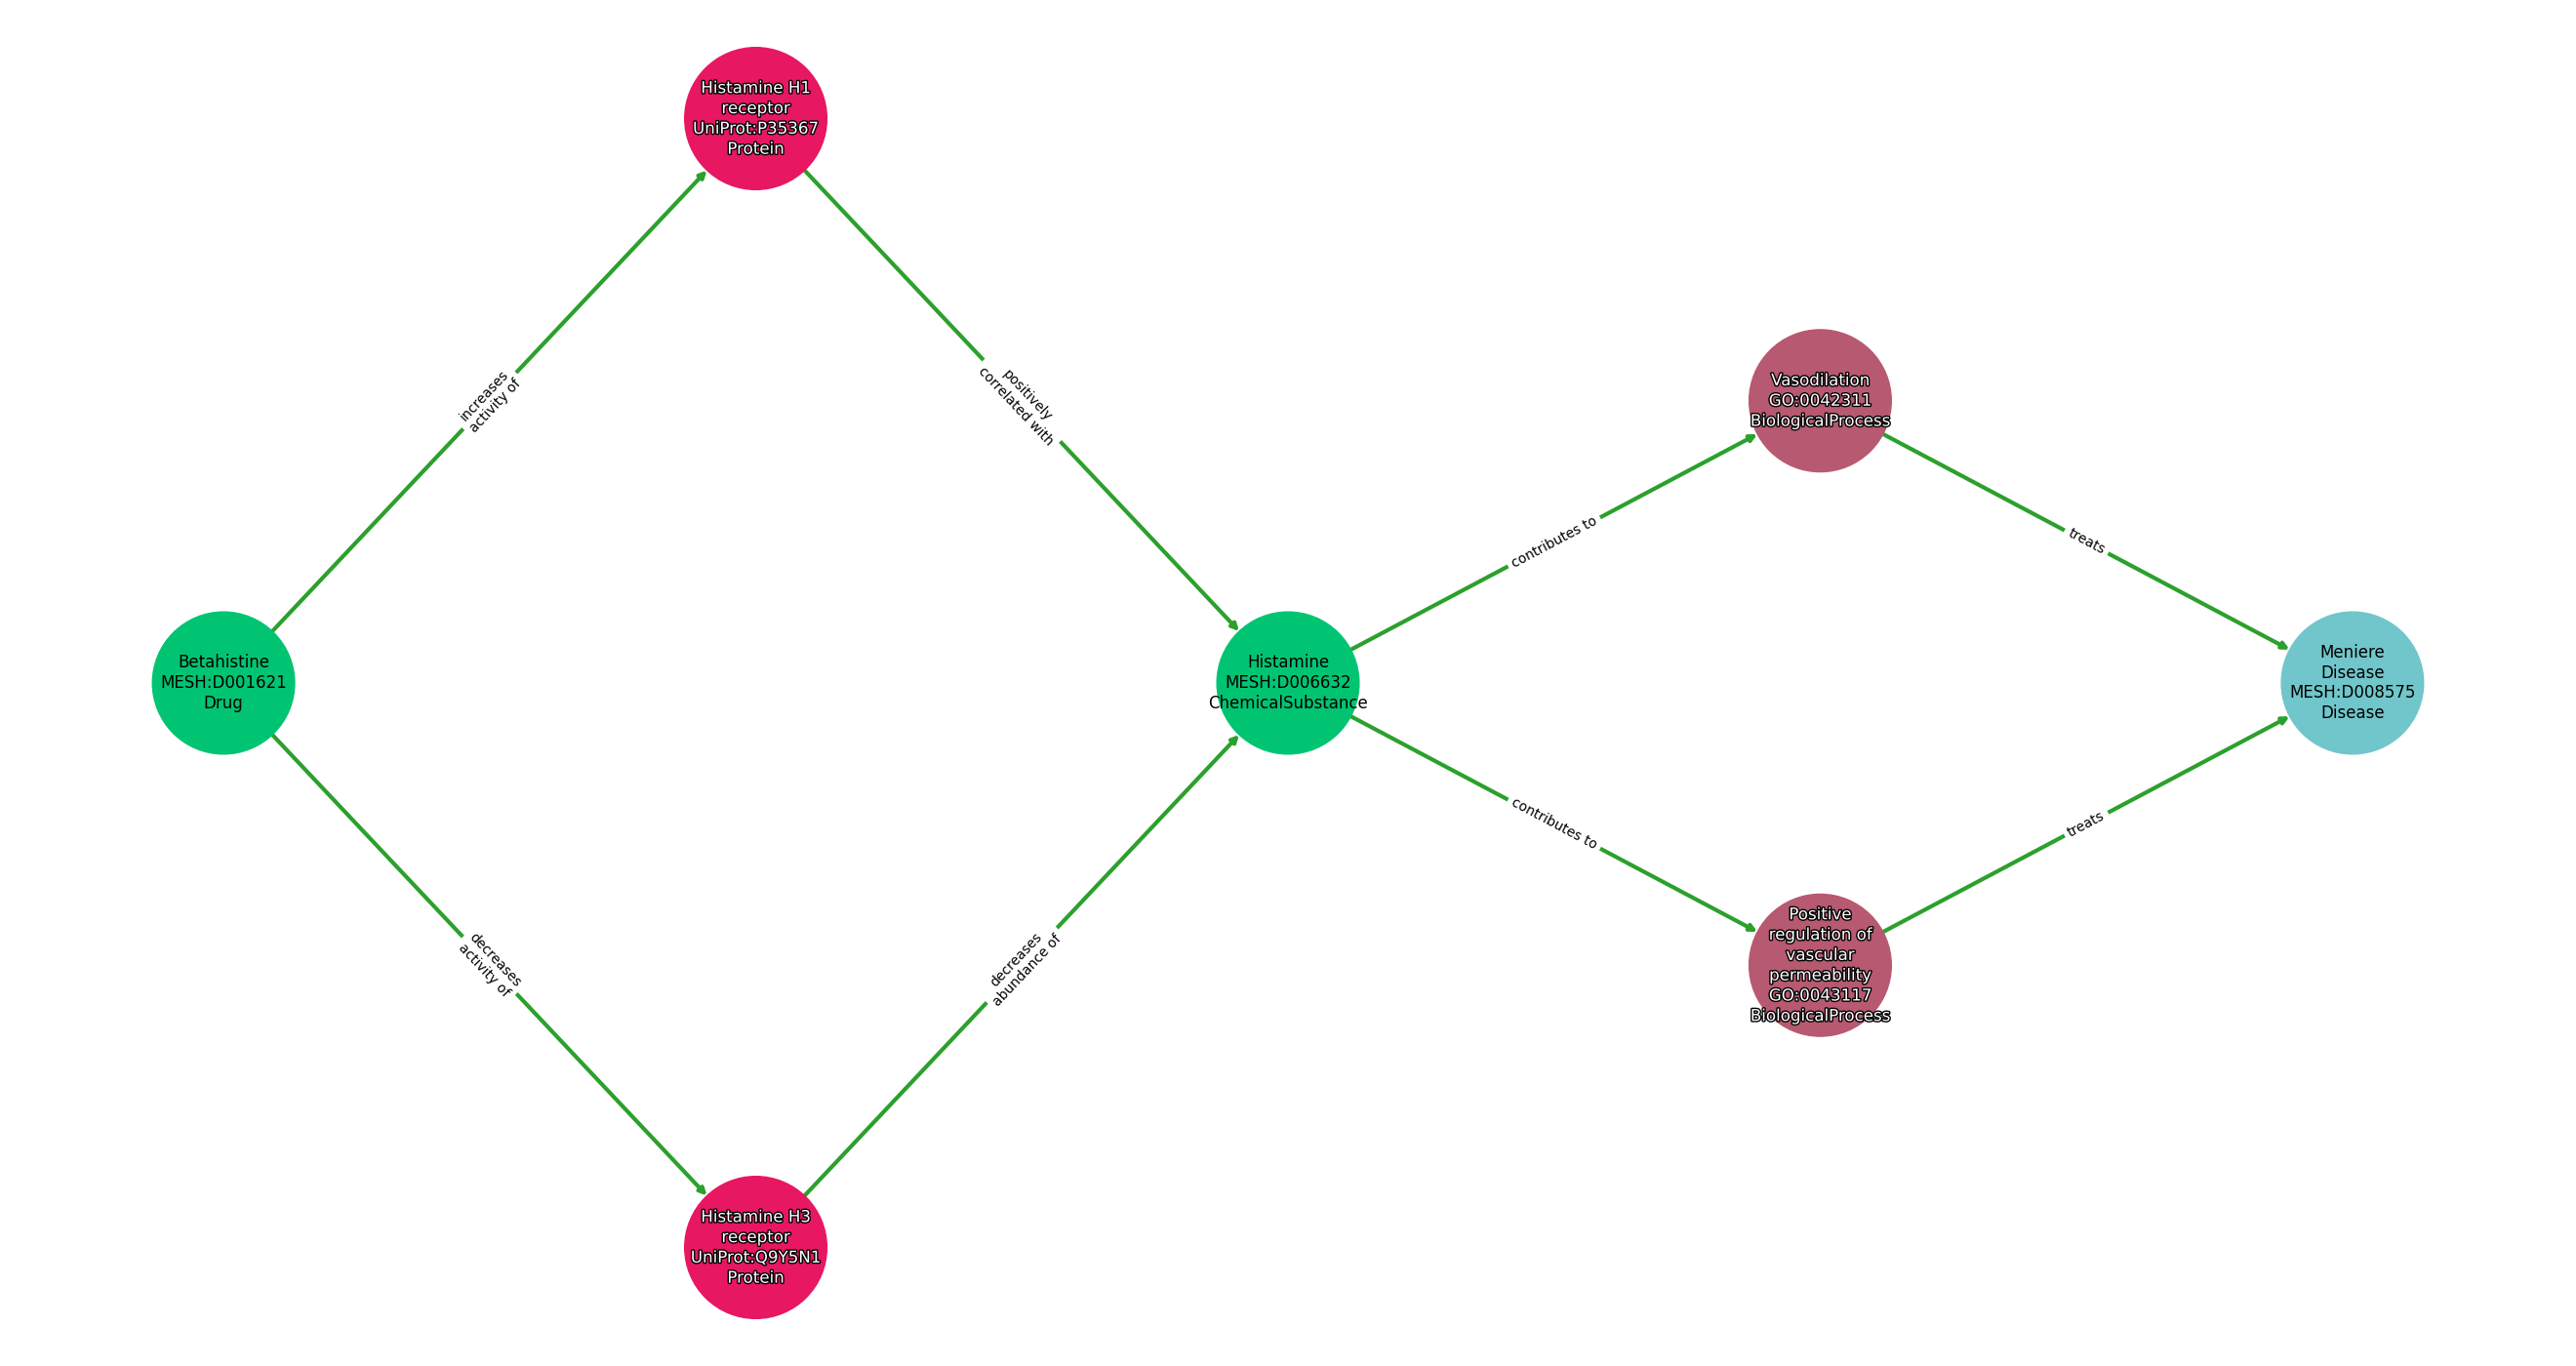 Histamine H1
receptor
UniProt:P35367
Protein
increases
activity of
positively
correlated with
Vasodilation
GO:0042311
BiologicalProcess
contributes to
treats
Betahistine
MESH:D001621
Drug
Histamine
MESH:D006632
ChemicalSubstance
Meniere
Disease
MESH:D008575
Disease
contributes to
treats
decreases
activity of
decreases
abundance of
Positive
regulation of
vascular
permeability
GO:0043117
BiologicalProcess
Histamine H3
receptor
UniProt:Q9Y5N1
Protein